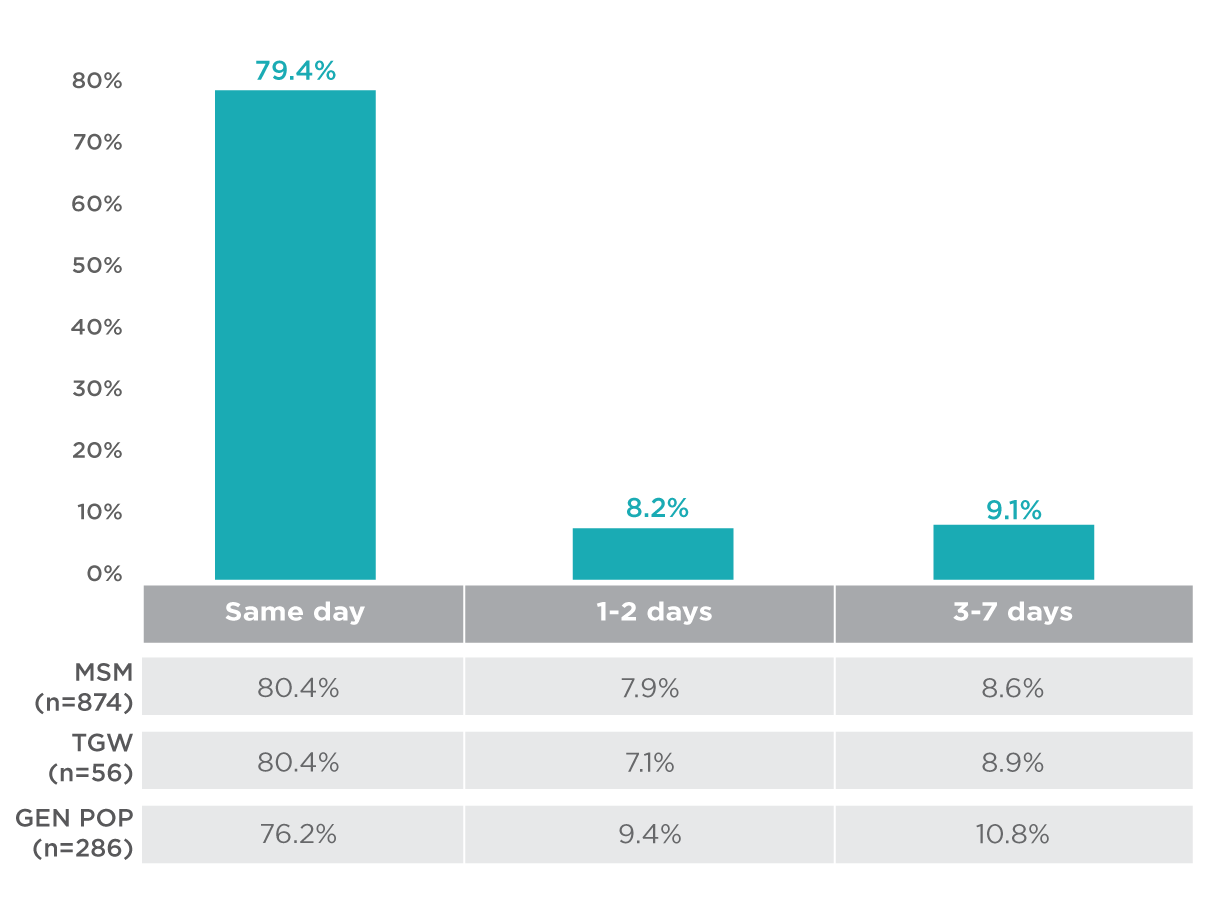 79.4%
80%
70%
60%
50%
40%
30%
20%
10%
0%
8.2%
9.1%
Same day 1-2 days 3-7 days
MSM
(n=874)
80.4% 7.9% 8.6%
TGW
(n=56)
80.4% 7.1% 8.9%
GEN POP
(n=286)
76.2% 9.4% 10.8%